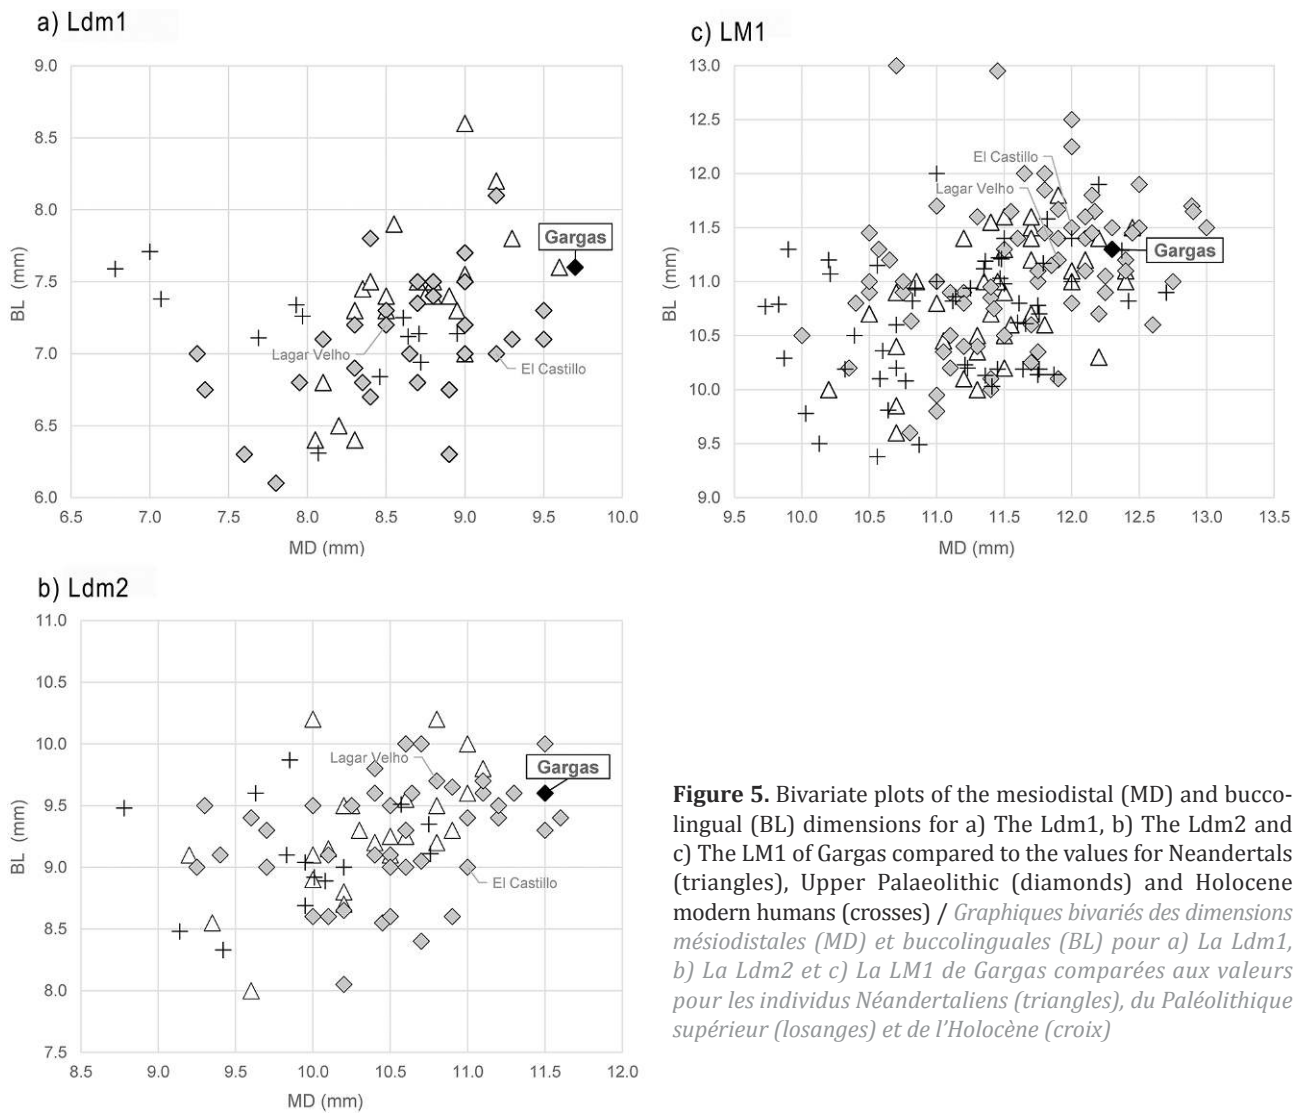 a) Ldm1
9.0
8.5
8.0
7.5
7.0
6.5
6.0
BL (mm)
Gargas
Lagar Velho
El Castillo
6.5 7.0 7.5 8.0 8.5 9.0 9.5 10.0
MD (mm)
c) LM1
13.0
12.5
12.0
11.5
11.0
10.5
10.0
9.5
9.0
BL (mm)
El Castillo
Lagar Velho
Gargas
9.5 10.0 10.5 11.0 11.5 12.0 12.5 13.0 13.5
MD (mm)
b) Ldm2
11.0
10.5
10.0
9.5
9.0
8.5
8.0
7.5
BL (mm)
Lagar Velho
Gargas
El Castillo
8.5 9.0 9.5 10.0 10.5 11.0 11.5 12.0
MD (mm)
Figure 5. Bivariate plots of the mesiodistal (MD) and bucco-
lingual (BL) dimensions for a) The Ldm1, b) The Ldm2 and
c) The LM1 of Gargas compared to the values for Neandertals
(triangles), Upper Palaeolithic (diamonds) and Holocene
modern humans (crosses) / Graphiques bivariés des dimensions
mésiodistales (MD) et buccolinguales (BL) pour a) La Ldm1,
b) La Ldm2 et c) La LM1 de Gargas comparées aux valeurs
pour les individus Néandertaliens (triangles), du Paléolithique
supérieur (losanges) et de l'Holocène (croix)